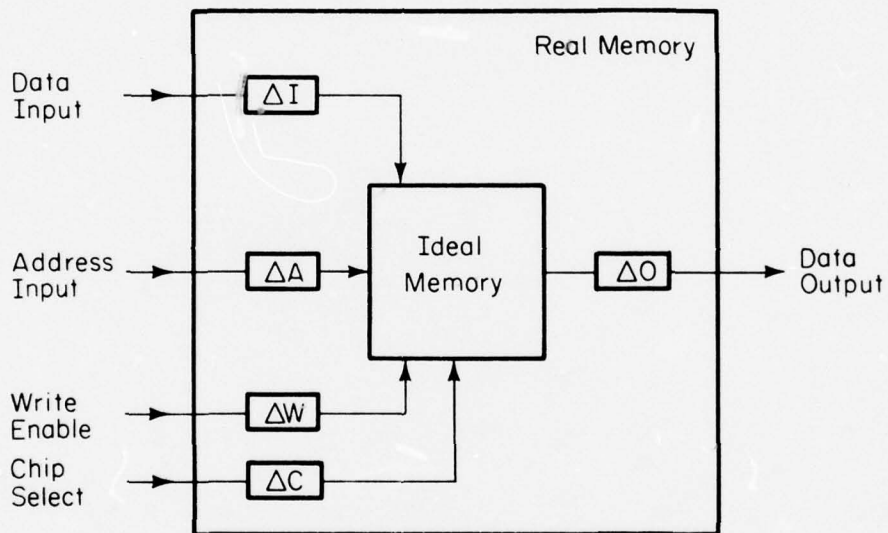 Real Memory
Data
Input
ΔI
Address
Input
ΔA
Ideal
Memory
ΔO
Data
Output
Write
Enable
ΔW
Chip
Select
ΔC